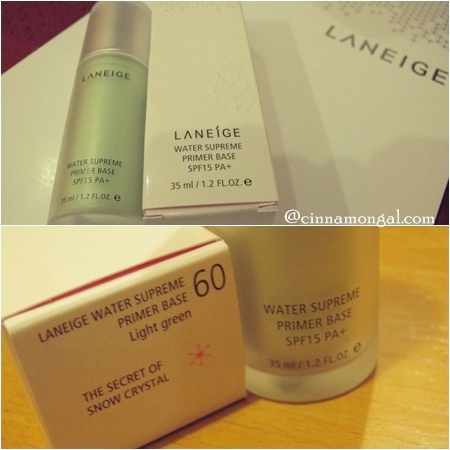 LANEIGE
LANEIGE
WATER SUPREME
PRIMER BASE
SPF15 PA+
35 ml / 1.2 FL.OZ. e
LANEÍGE
WATER SUPREME
PRIMER BASE
SPF15 PA+
35 ml / 1.2 FL.OZ. e
@cinnamongal.com
LANEIGE WATER SUPREME
PRIMER BASE 60
Light green
THE SECRET OF
SNOW CRYSTAL
WATER SUPREME
PRIMER BASE
SPF15 PA+
35 ml / 1.2 FL.OZ. e